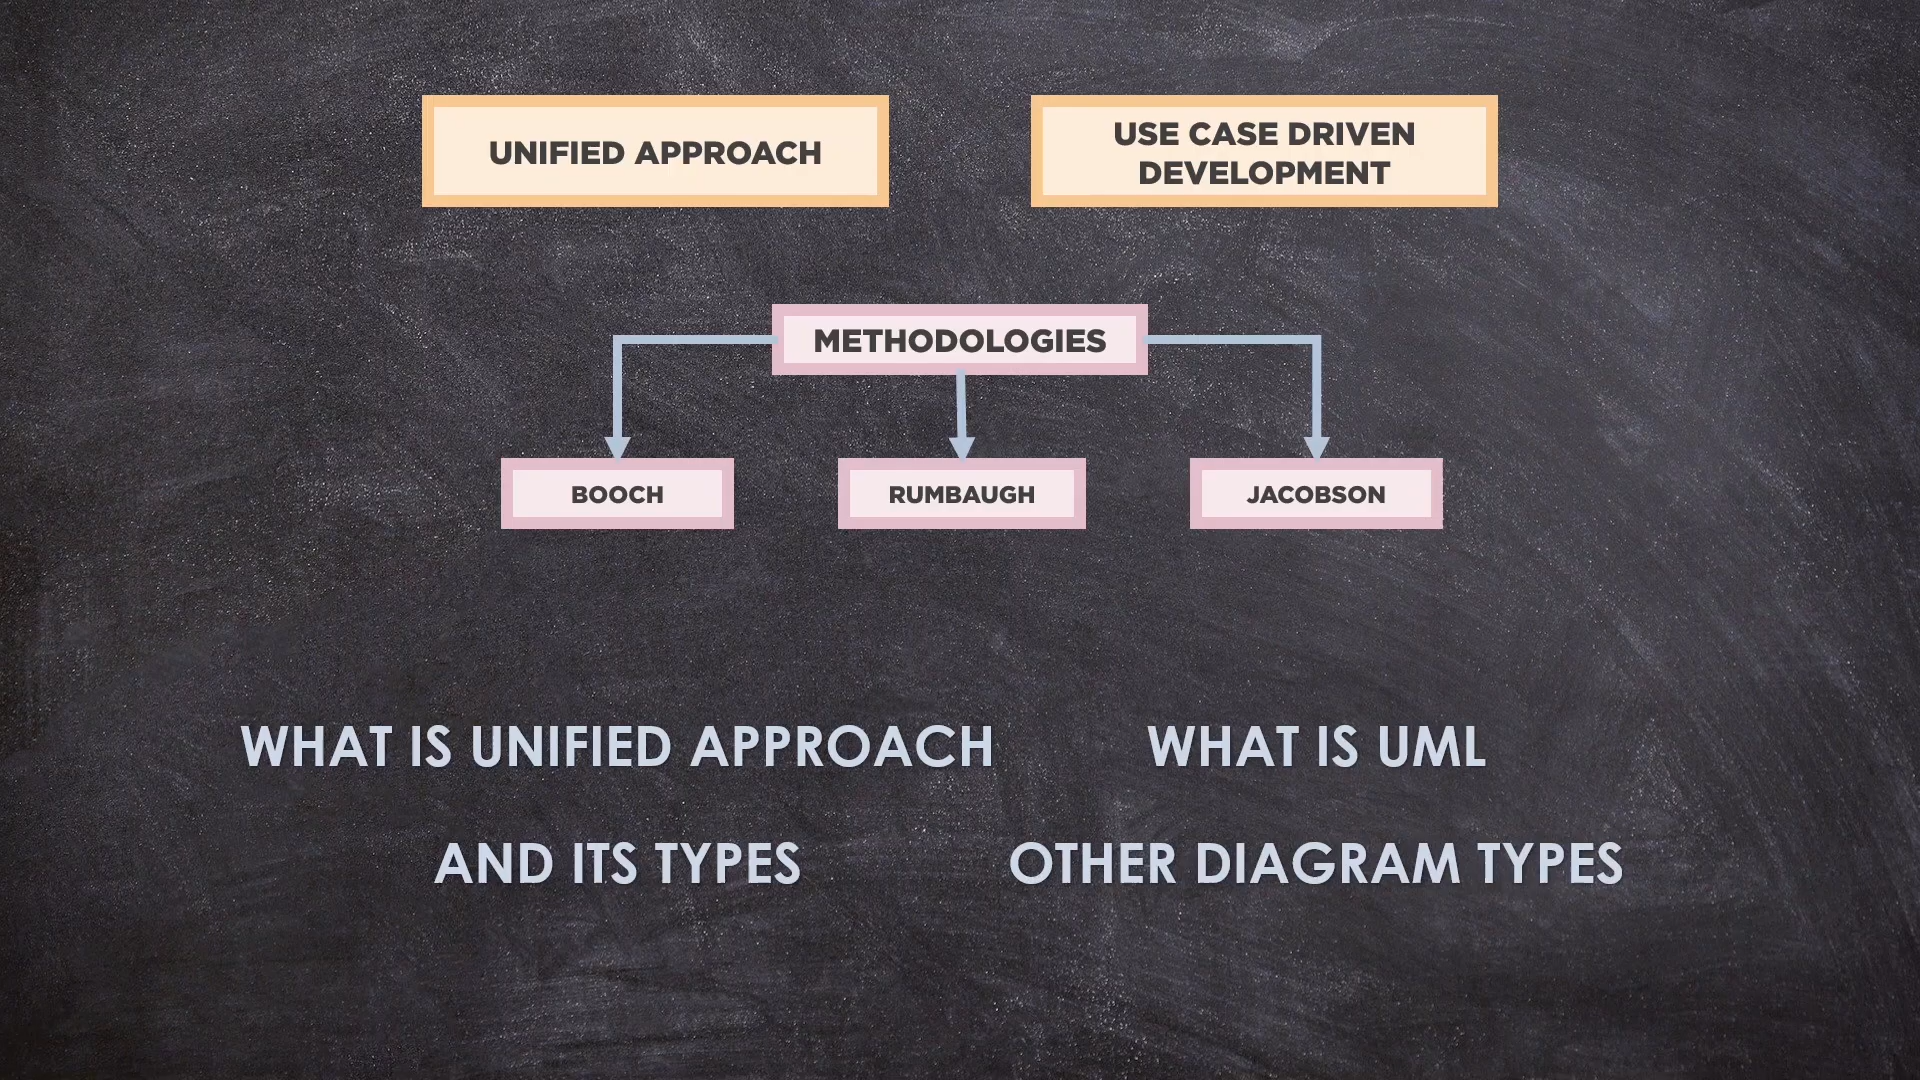 UNIFIED APPROACH
USE CASE DRIVEN
DEVELOPMENT
METHODOLOGIES
BOOCH
RUMBAUGH
JACOBSON
WHAT IS UNIFIED APPROACH
AND ITS TYPES
WHAT IS UML
OTHER DIAGRAM TYPES